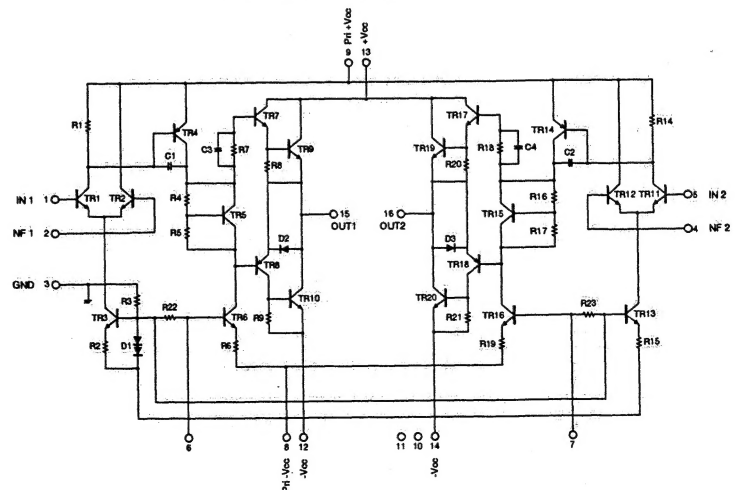 Pri +Vcc
+Vcc
9 13
R1
TR4
C1
C3
R7
TR7
R8
TR9
TR19
TR17
R20
R18
C4
TR14
C2
R14
IN 1 1
TR1
TR2
R4
R5
TR5
15
OUT1
16
OUT2
TR15
R16
R17
TR12
TR11
5 IN 2
NF 1 2
4 NF 2
D2
D3
TR8
TR18
GND 3
R3
R22
TR3
TR6
R9
TR10
TR20
R21
TR16
R23
TR13
R2
D1
R6
R19
R15
6
8
12
11
10
14
7
Pri -Vcc
-Vcc
-Vcc